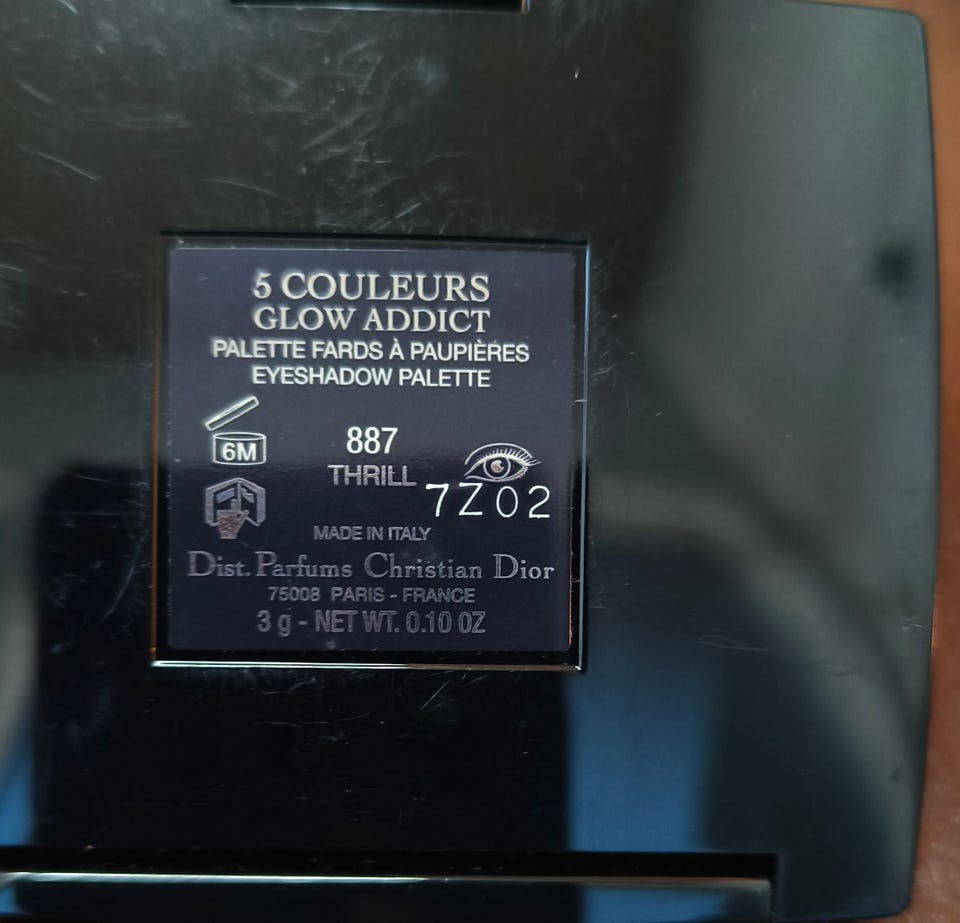 5 COULEURS
GLOW ADDICT
PALETTE FARDS À PAUPIÈRES
EYESHADOW PALETTE
6M
887
THRILL
7Z02
MADE IN ITALY
Dist. Parfums Christian Dior
75008 PARIS - FRANCE
3 g - NET WT. 0.10 OZ